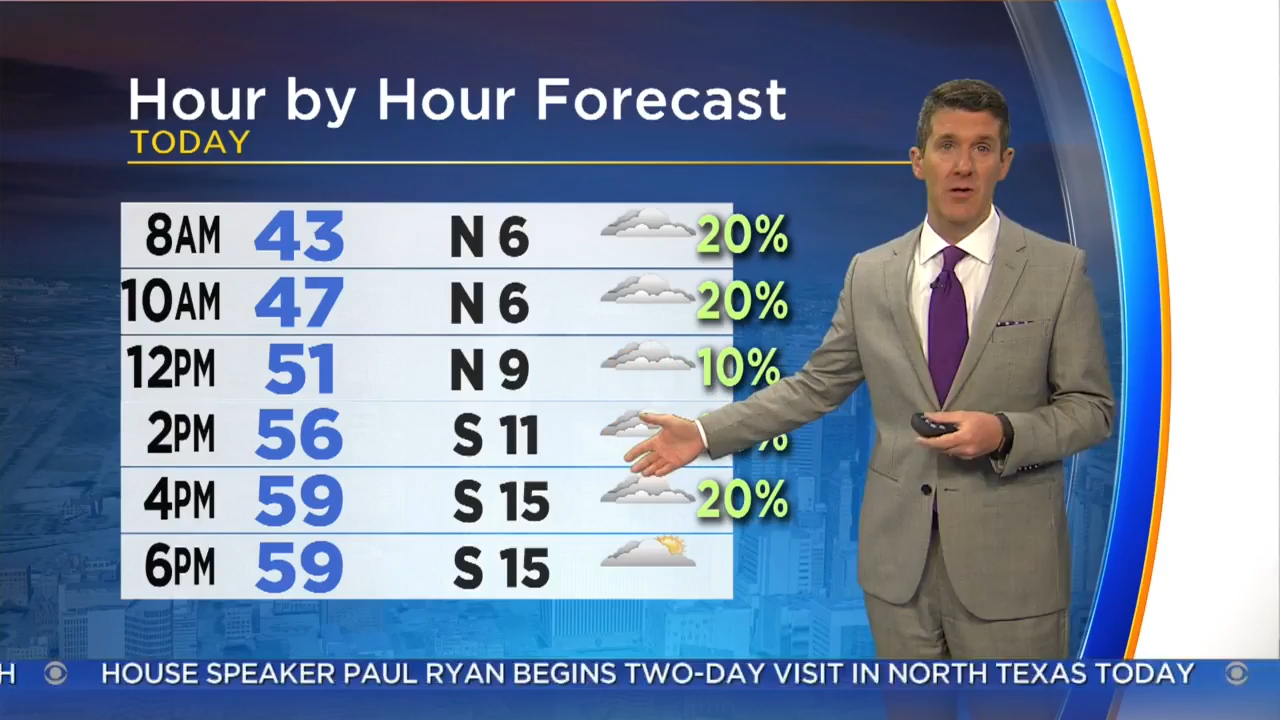 Hour by Hour Forecast
TODAY
8AM 43 N 6 20%
10AM 47 N 6 20%
12PM 51 N 9 10%
2PM 56 S 11 %
4PM 59 S 15 20%
6PM 59 S 15
H HOUSE SPEAKER PAUL RYAN BEGINS TWO-DAY VISIT IN NORTH TEXAS TODAY